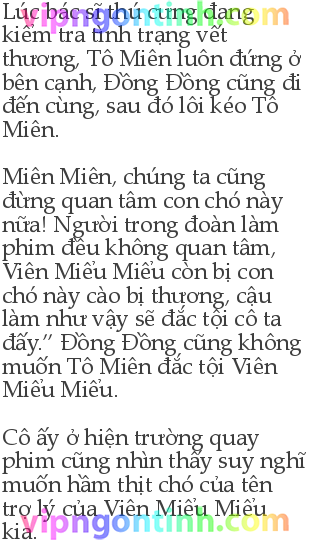 vipngontinh.com
Lúc bác sĩ thú cưng đang
kiểm tra tình trạng vết
thương, Tô Miên luôn đứng ở
bên cạnh, Đồng Đồng cũng đi
đến cùng, sau đó lôi kéo Tô
Miên.
Miên Miên, chúng ta cũng
đừng quan tâm con chó này
nữa! Người trong đoàn làm
phim đều không quan tâm,
Viên Miểu Miểu còn bị con
chó này cào bị thương, cậu
làm như vậy sẽ đắc tội cô ta
đấy.” Đồng Đồng cũng không
muốn Tô Miên đắc tội Viên
Miểu Miểu.
Cô ấy ở hiện trường quay
phim cũng nhìn thấy suy nghĩ
muốn hầm thịt chó của tên
trợ lý của Viên Miểu Miểu
kia.
vipngontinh.com